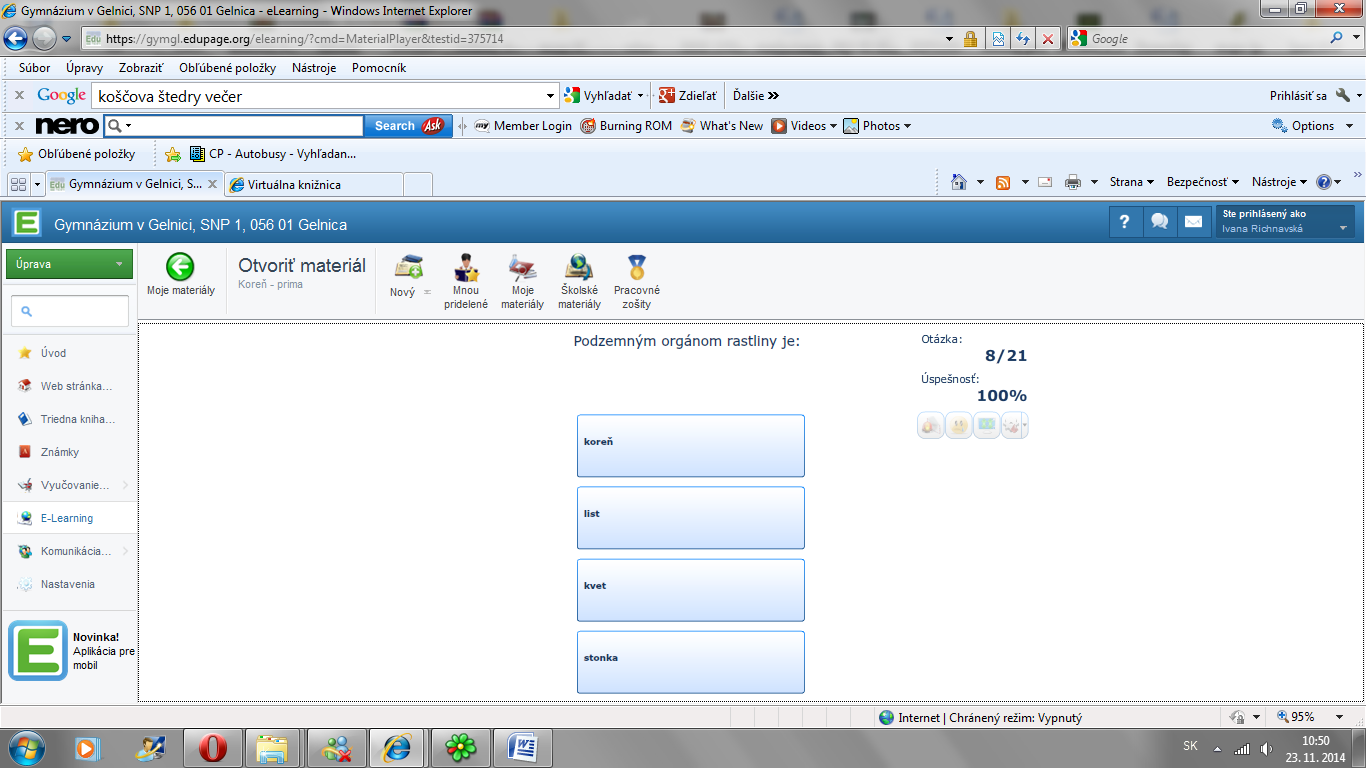 Gymnázium v Gelnici, SNP 1, 056 01 Gelnica - eLearning - Windows Internet Explorer
Edu https://gymgl.edupage.org/elearning/?cmd=MaterialPlayer&testid=375714
Google
Súbor Úpravy Zobraziť Obľúbené položky Nástroje Pomocník
x Google koščova štedry večer Vyhľadať Zdieľať Ďalšie Prihlásiť sa
x nero Search Ask my Member Login Burning ROM What's New Videos Photos Options
Obľúbené položky CP - Autobusy - Vyhľadan...
Edu Gymnázium v Gelnici, S... Virtuálna knižnica Strana Bezpečnosť Nástroje
E Gymnázium v Gelnici, SNP 1, 056 01 Gelnica ? Ste prihlásený ako
Ivana Richnavská
Úprava
Moje materiály
Otvoriť materiál
Koreň - prima
Nový
Mnou
pridelené
Moje
materiály
Školské
materiály
Pracovné
zošity
Úvod
Web stránka...
Triedna kniha...
Známky
Vyučovanie...
E-Learning
Komunikácia...
Nastavenia
E
Novinka!
Aplikácia pre
mobil
Podzemným orgánom rastliny je:
koreň
list
kvet
stonka
Otázka:
8/21
Úspešnosť:
100%
Internet | Chránený režim: Vypnutý 95%
SK 10:50
23. 11. 2014